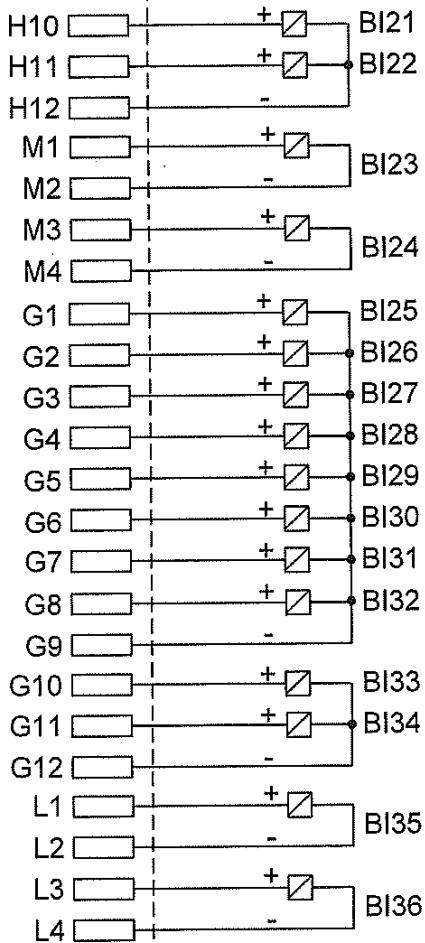 H10 + BI21
H11 + BI22
H12 -
M1 +
BI23
M2 -
M3 +
BI24
M4 -
G1 + BI25
G2 + BI26
G3 + BI27
G4 + BI28
G5 + BI29
G6 + BI30
G7 + BI31
G8 + BI32
G9 -
G10 + BI33
G11 + BI34
G12 -
L1 +
BI35
L2 -
L3 +
BI36
L4 -